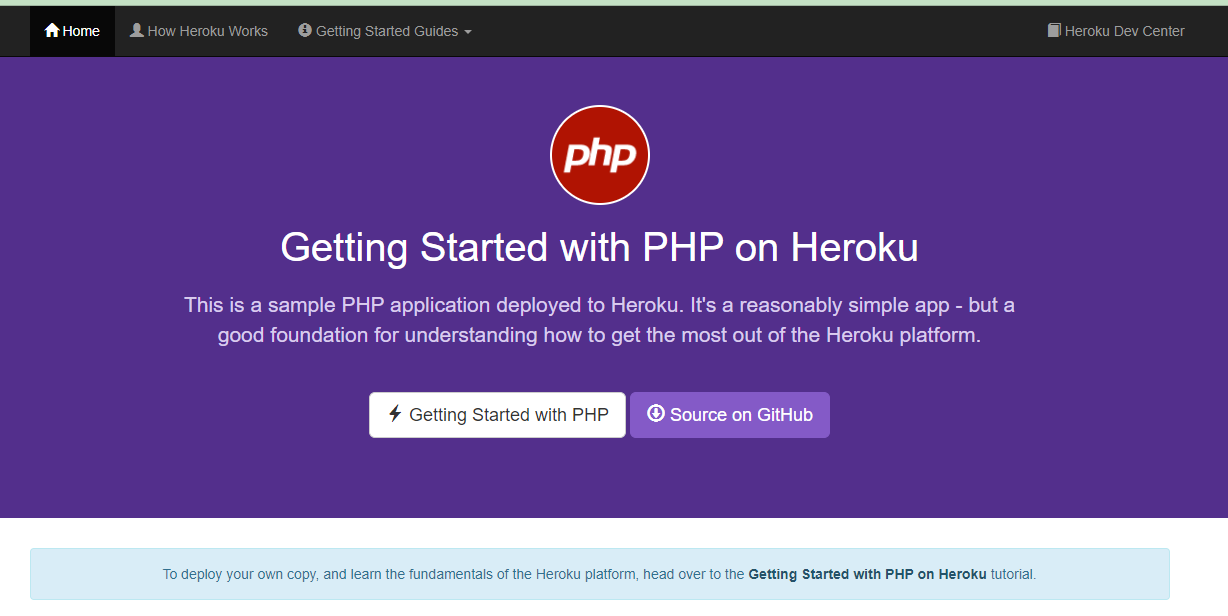 Home How Heroku Works Getting Started Guides Heroku Dev Center
php
Getting Started with PHP on Heroku
This is a sample PHP application deployed to Heroku. It's a reasonably simple app - but a
good foundation for understanding how to get the most out of the Heroku platform.
Getting Started with PHP Source on GitHub
To deploy your own copy, and learn the fundamentals of the Heroku platform, head over to the Getting Started with PHP on Heroku tutorial.